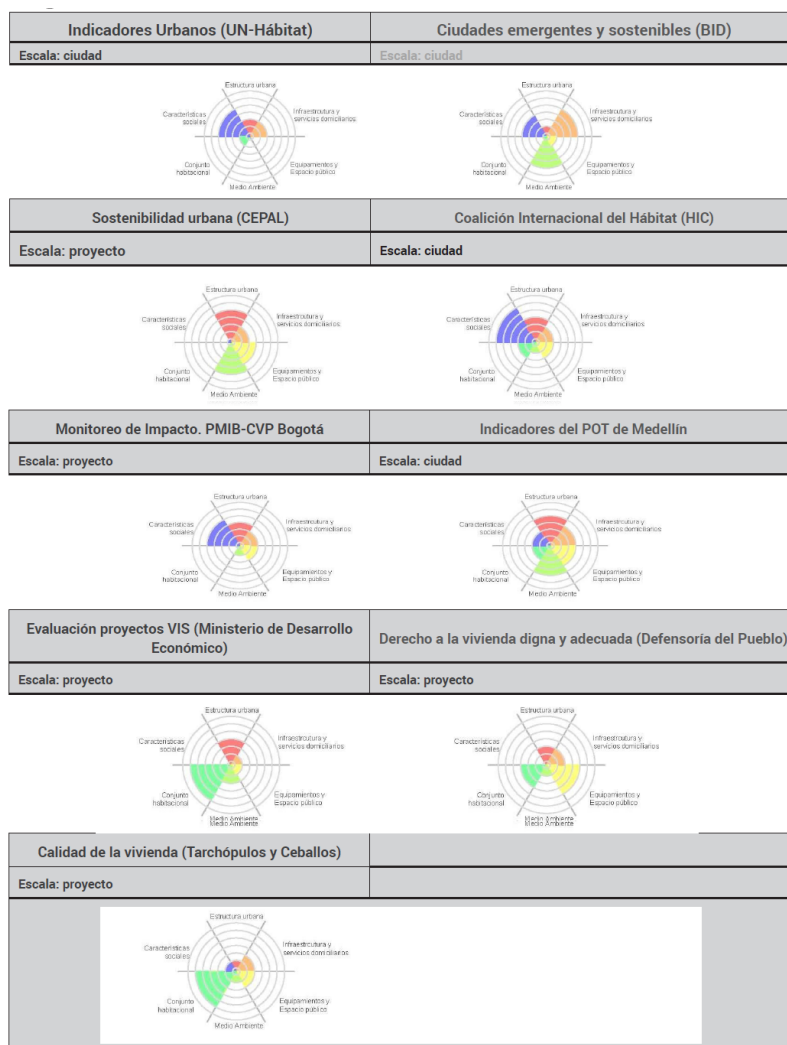 Indicadores Urbanos (UN-Hábitat)
Ciudades emergentes y sostenibles (BID)
Escala: ciudad
Escala: ciudad
Estructura urbana
Características
sociales
Infraestrcutura y
servicios domiciliarios
Conjunto
habitacional
Equipamientos y
Espacio público
Medio Ambiente
Estructura urbana
Características
sociales
Infraestrcutura y
servicios domiciliarios
Conjunto
habitacional
Equipamientos y
Espacio público
Medio Ambiente
Sostenibilidad urbana (CEPAL)
Coalición Internacional del Hábitat (HIC)
Escala: proyecto
Escala: ciudad
Estructura urbana
Características
sociales
Infraestrcutura y
servicios domiciliarios
Conjunto
habitacional
Equipamientos y
Espacio público
Medio Ambiente
Estructura urbana
Características
sociales
Infraestrcutura y
servicios domiciliarios
Conjunto
habitacional
Equipamientos y
Espacio público
Medio Ambiente
Monitoreo de Impacto. PMIB-CVP Bogotá
Indicadores del POT de Medellín
Escala: proyecto
Escala: ciudad
Estructura urbana
Características
sociales
Infraestrcutura y
servicios domiciliarios
Conjunto
habitacional
Equipamientos y
Espacio público
Medio Ambiente
Estructura urbana
Características
sociales
Infraestrcutura y
servicios domiciliarios
Conjunto
habitacional
Equipamientos y
Espacio público
Medio Ambiente
Evaluación proyectos VIS (Ministerio de Desarrollo
Económico)
Derecho a la vivienda digna y adecuada (Defensoría del Pueblo)
Escala: proyecto
Escala: proyecto
Estructura urbana
Características
sociales
Infraestrcutura y
servicios domiciliarios
Conjunto
habitacional
Equipamientos y
Espacio público
Medio Ambiente
Estructura urbana
Características
sociales
Infraestrcutura y
servicios domiciliarios
Conjunto
habitacional
Equipamientos y
Espacio público
Medio Ambiente
Calidad de la vivienda (Tarchópulos y Ceballos)
Escala: proyecto
Estructura urbana
Características
sociales
Infraestrcutura y
servicios domiciliarios
Conjunto
habitacional
Equipamientos y
Espacio público
Medio Ambiente